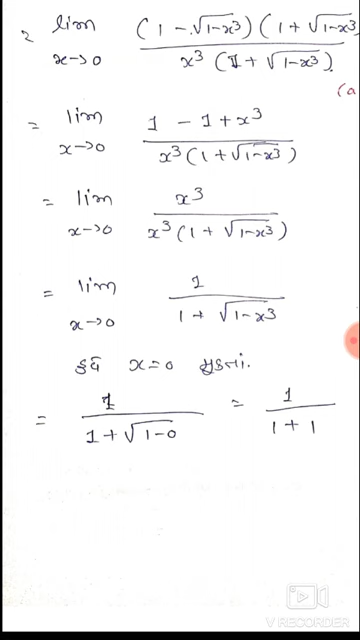 = lim x→0 (1 - √1-x³) (1 + √1-x³ / x³ (1 + √1-x³)
(a
= lim x→0 1 - 1 + x³ / x³ (1 + √1-x³)
= lim x→0 x³ / x³ (1 + √1-x³)
= lim x→0 1 / 1 + √1-x³
x=0 મુકતાં.
= 1 / 1 + √1-0 = 1 / 1 + 1
V RECORDER